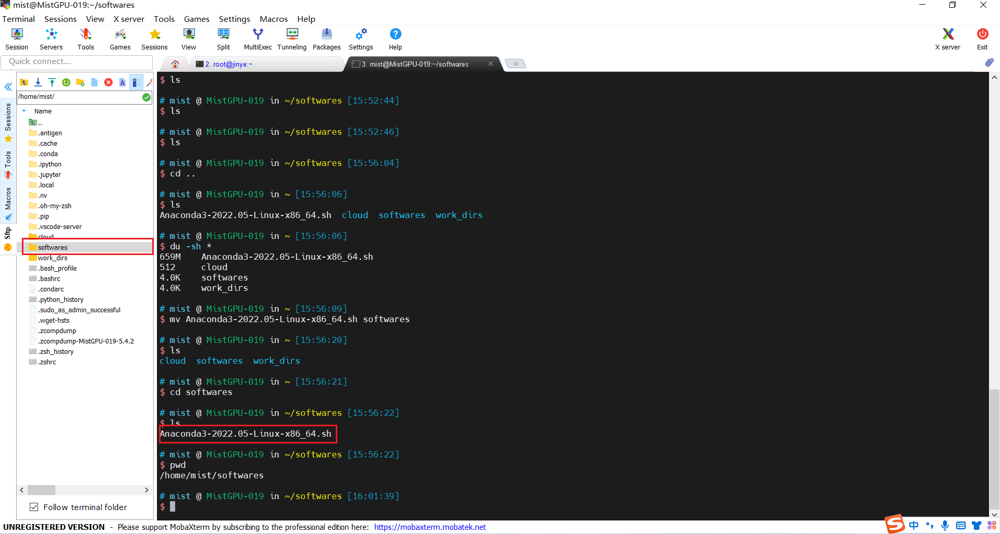 mist@MistGPU-019:~/softwares
Terminal Sessions View X server Tools Games Settings Macros Help
Session Servers Tools Games Sessions View Split MultiExec Tunneling Packages Settings Help X server Exit
Quick connect...
2. root@jinye:~
3. mist@MistGPU-019:~/softwares
Sessions
Tools
Macros
Sftp
/home/mist/
Name
..
.antigen
.cache
.conda
.ipython
.jupyter
.local
.nv
.oh-my-zsh
.pip
.vscode-server
cloud
softwares
work_dirs
.bash_profile
.bashrc
.condarc
.python_history
.sudo_as_admin_successful
.wget-hsts
.zcompdump
.zcompdump-MistGPU-019-5.4.2
.zsh_history
.zshrc
Follow terminal folder
$ ls
# mist @ MistGPU-019 in ~/softwares [15:52:44]
$ ls
# mist @ MistGPU-019 in ~/softwares [15:52:46]
$ ls
# mist @ MistGPU-019 in ~/softwares [15:56:04]
$ cd ..
# mist @ MistGPU-019 in ~ [15:56:06]
$ ls
Anaconda3-2022.05-Linux-x86_64.sh cloud softwares work_dirs
# mist @ MistGPU-019 in ~ [15:56:06]
$ du -sh *
659M Anaconda3-2022.05-Linux-x86_64.sh
512 cloud
4.0K softwares
4.0K work_dirs
# mist @ MistGPU-019 in ~ [15:56:09]
$ mv Anaconda3-2022.05-Linux-x86_64.sh softwares
# mist @ MistGPU-019 in ~ [15:56:20]
$ ls
cloud softwares work_dirs
# mist @ MistGPU-019 in ~ [15:56:21]
$ cd softwares
# mist @ MistGPU-019 in ~/softwares [15:56:22]
$ ls
Anaconda3-2022.05-Linux-x86_64.sh
# mist @ MistGPU-019 in ~/softwares [15:56:22]
$ pwd
/home/mist/softwares
# mist @ MistGPU-019 in ~/softwares [16:01:39]
$
UNREGISTERED VERSION - Please support MobaXterm by subscribing to the professional edition here: https://mobaxterm.mobatek.net
中